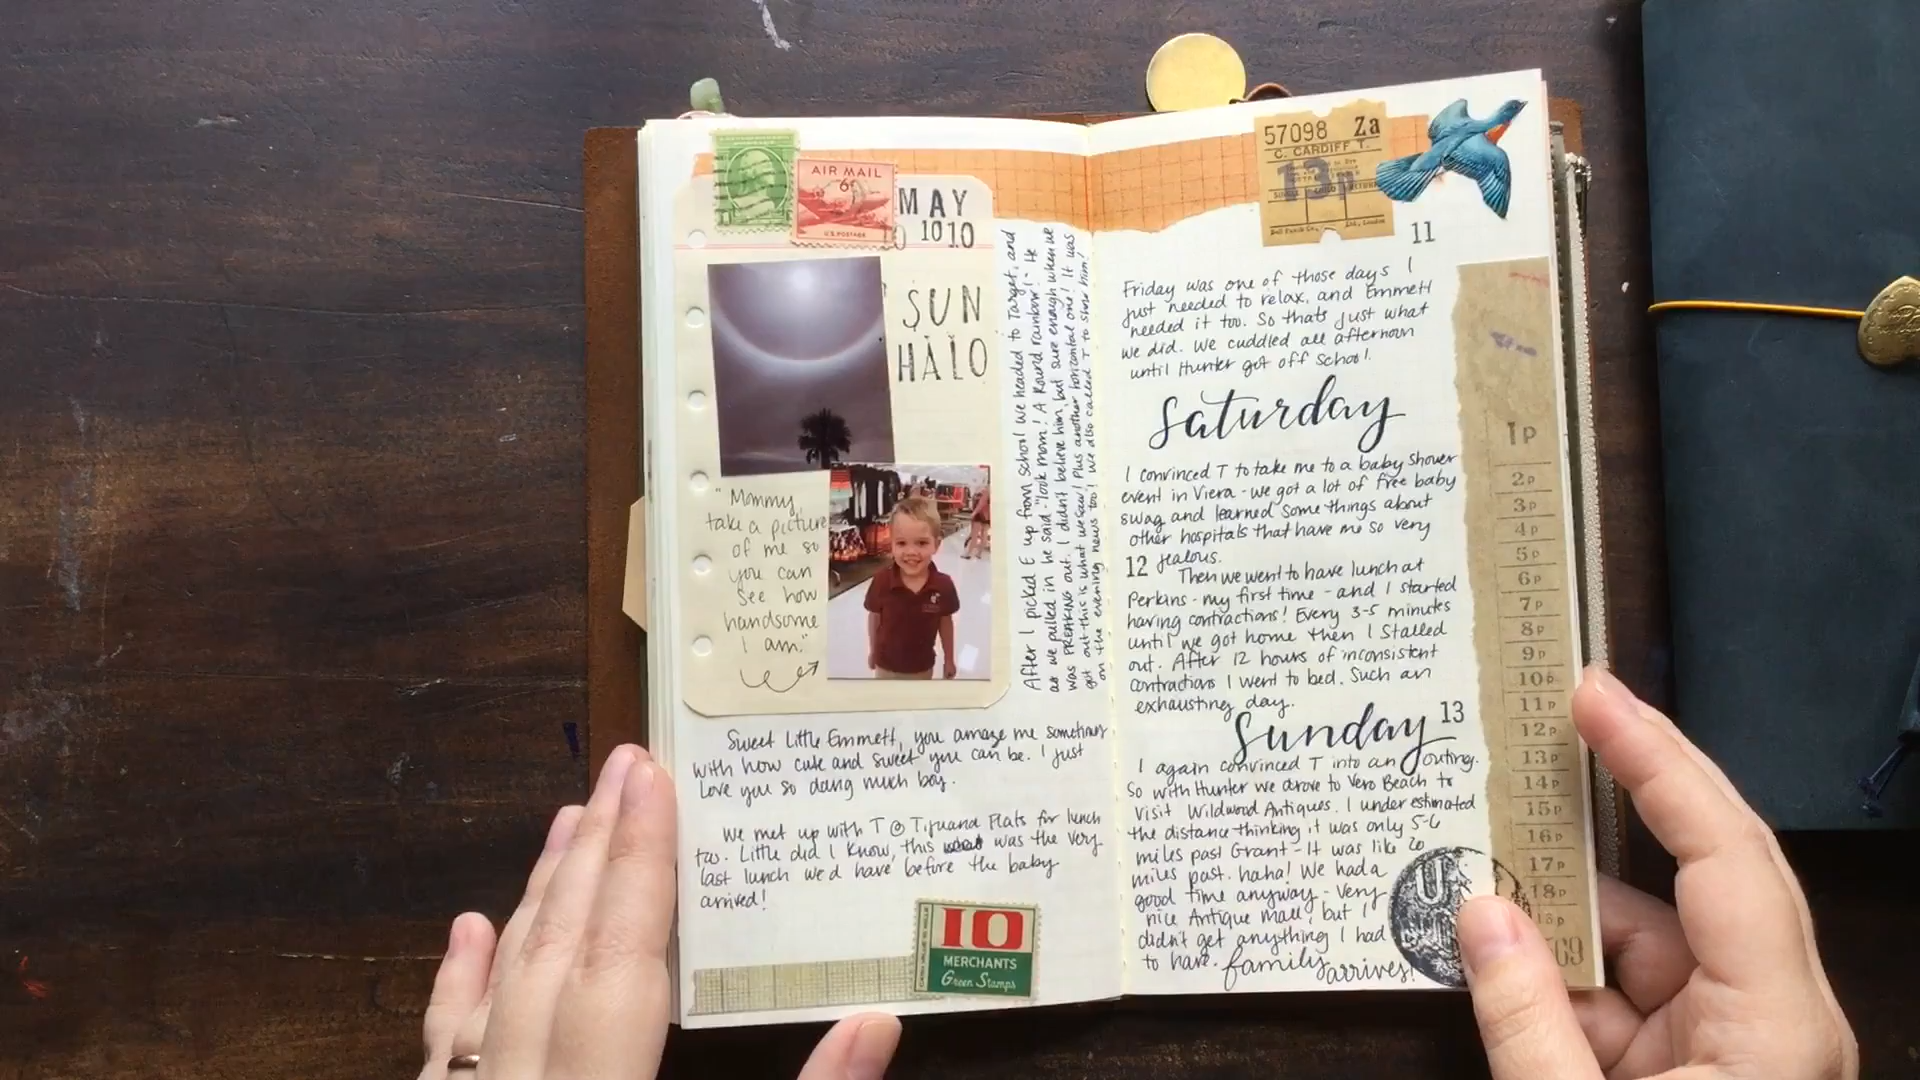 AIR MAIL
6¢
U.S. POSTAGE
MAY
10 10 10
SUN
HALO
"Mommy,
take a picture
of me so
you can
see how
handsome
I am."
After I picked E up from school we headed to Target, and
as we pulled in he said - "look mom! A Round rainbow!" He
was FREAKING out. I didn't believe him, but sure enough when we
got out this is what we saw! Plus another horizontal one! It was
on the evening news too! We also called T to show him!
Sweet Little Emmett, you amaze me sometimes
with how cute and sweet you can be. I just
Love you so dang much boy.
We met up with T @ Tijuana Flats for lunch
too. Little did I know, this was the very
last lunch we'd have before the baby
arrived!
10
MERCHANTS
Green Stamps
57098 Za
C. CARDIFF T.
13p
Bell Punch Co., Ltd., London
11
Friday was one of those days I
just needed to relax, and Emmett
needed it too. So thats just what
we did. We cuddled all afternoon
until Hunter got off school.
Saturday
I convinced T to take me to a baby shower
event in Viera - we got a lot of free baby
swag and learned some things about
other hospitals that have me so very
12 jealous.
Then we went to have lunch at
Perkins - my first time - and I started
having contractions! Every 3-5 minutes
until we got home then I Stalled
out. After 12 hours of inconsistent
contractions I went to bed. Such an
exhausting day.
Sunday 13
I again convinced T into an outing.
So with Hunter we drove to Vero Beach to
Visit Wildwood Antiques. I underestimated
the distance thinking it was only 5-6
miles past Grant - It was like 20
miles past. haha! We had a
good time anyway - very
nice Antique mall, but I
didn't get anything I had
to have. family arrives!
1p
2p
3p
4p
5p
6p
7p
8p
9p
10p
11p
12p
13p
14p
15p
16p
17p
18p